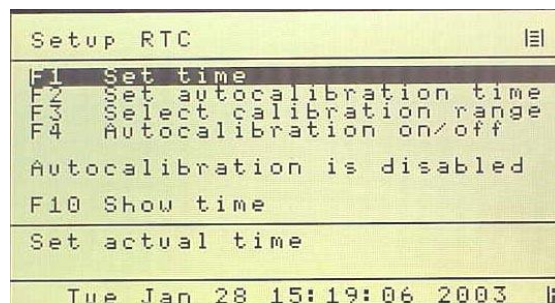 Setup RTC
F1 Set time
F2 Set autocalibration time
F3 Select calibration range
F4 Autocalibration on/off
Autocalibration is disabled
F10 Show time
Set actual time
Tue Jan 28 15:19:06 2003